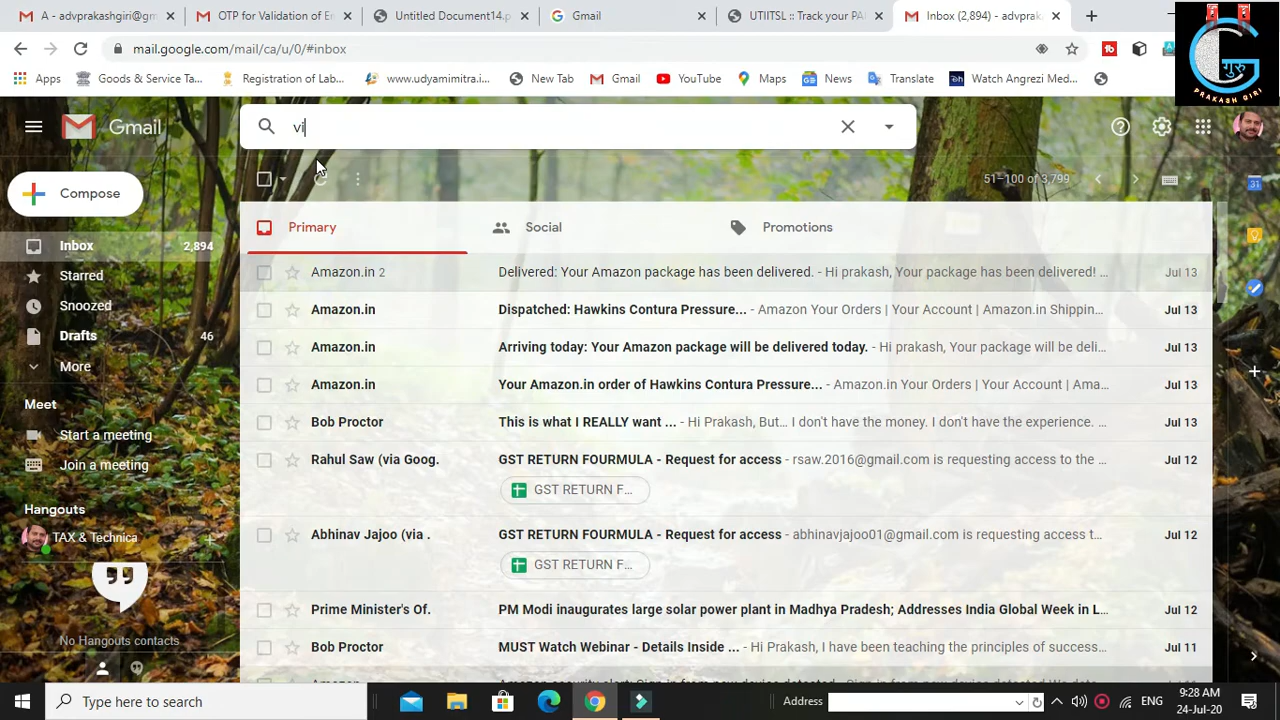 A - advprakashgiri@gm
OTP for Validation of En
Untitled Document14.p
Gmail
UTIITSL :: Track your PA
Inbox (2,894) - advpraka
mail.google.com/mail/ca/u/0/#inbox
Apps
Goods & Service Ta...
Registration of Lab...
www.udyamimitra.i...
New Tab
Gmail
YouTube
Maps
News
Translate
Watch Angrezi Med...
गुरु
PRAKASH GIRI
Gmail
vi
Compose
51–100 of 3,799
Inbox 2,894
Starred
Snoozed
Drafts 46
More
Meet
Start a meeting
Join a meeting
Hangouts
TAX & Technica
No Hangouts contacts
Primary
Social
Promotions
Amazon.in 2 Delivered: Your Amazon package has been delivered. - Hi prakash, Your package has been delivered! ... Jul 13
Amazon.in Dispatched: Hawkins Contura Pressure... - Amazon Your Orders | Your Account | Amazon.in Shippin... Jul 13
Amazon.in Arriving today: Your Amazon package will be delivered today. - Hi prakash, Your package will be deli... Jul 13
Amazon.in Your Amazon.in order of Hawkins Contura Pressure... - Amazon.in Your Orders | Your Account | Ama... Jul 13
Bob Proctor This is what I REALLY want ... - Hi Prakash, But... I don't have the money. I don't have the experience. ... Jul 13
Rahul Saw (via Goog. GST RETURN FOURMULA - Request for access - rsaw.2016@gmail.com is requesting access to the ... Jul 12
GST RETURN F...
Abhinav Jajoo (via . GST RETURN FOURMULA - Request for access - abhinavjajoo01@gmail.com is requesting access t... Jul 12
GST RETURN F...
Prime Minister's Of. PM Modi inaugurates large solar power plant in Madhya Pradesh; Addresses India Global Week in L... Jul 12
Bob Proctor MUST Watch Webinar - Details Inside ... - Hi Prakash, I have been teaching the principles of success... Jul 11
Type here to search
Address
ENG
9:28 AM
24-Jul-20